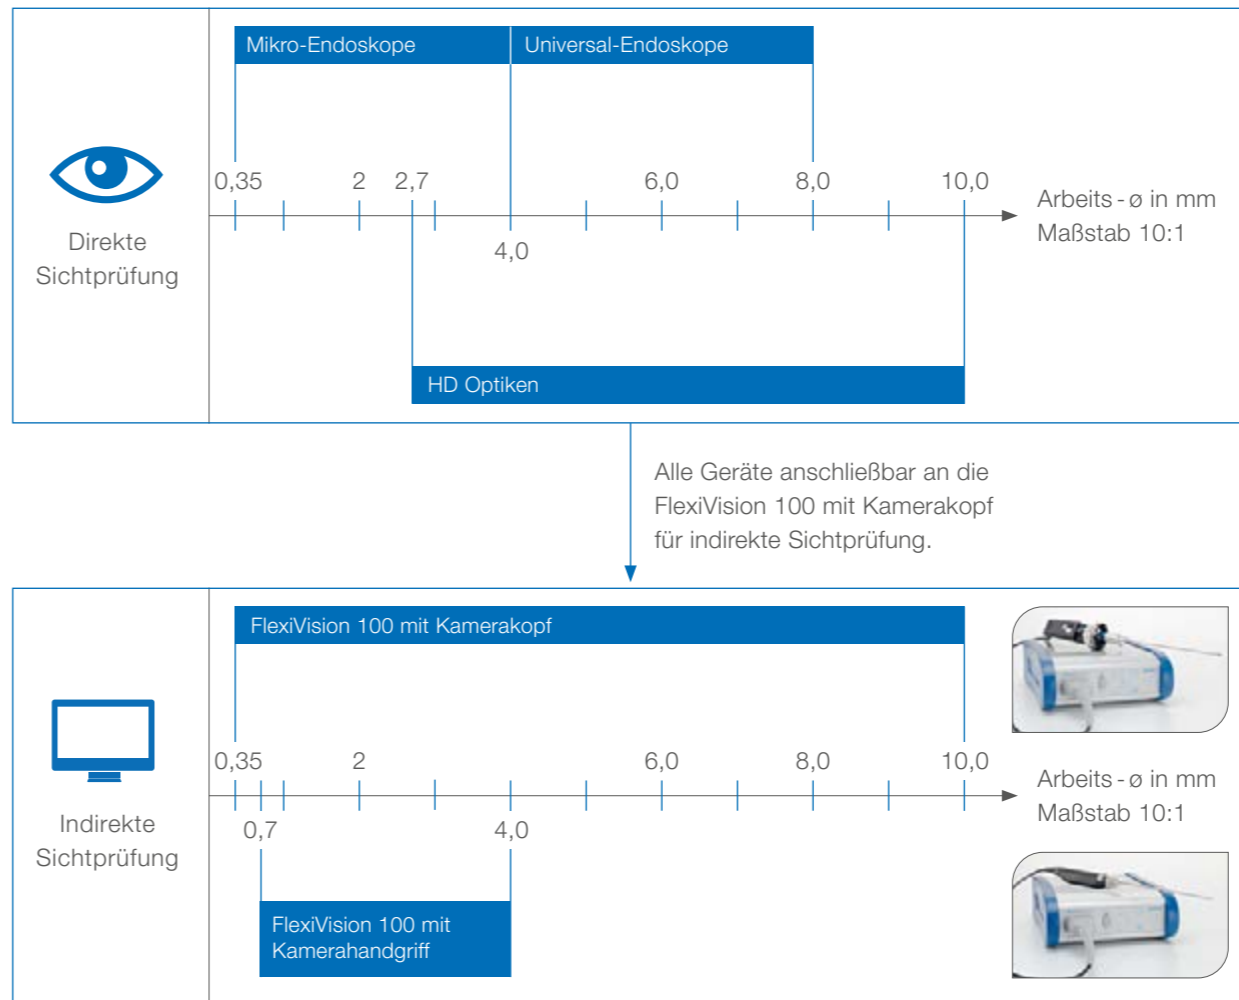 Mikro-Endoskope
Universal-Endoskope
0,35
2
2,7
6,0
8,0
10,0
4,0
Arbeits - ø in mm
Maßstab 10:1
Direkte
Sichtprüfung
HD Optiken
Alle Geräte anschließbar an die
FlexiVision 100 mit Kamerakopf
für indirekte Sichtprüfung.
FlexiVision 100 mit Kamerakopf
0,35
2
6,0
8,0
10,0
0,7
4,0
Arbeits - ø in mm
Maßstab 10:1
Indirekte
Sichtprüfung
FlexiVision 100 mit
Kamerahandgriff